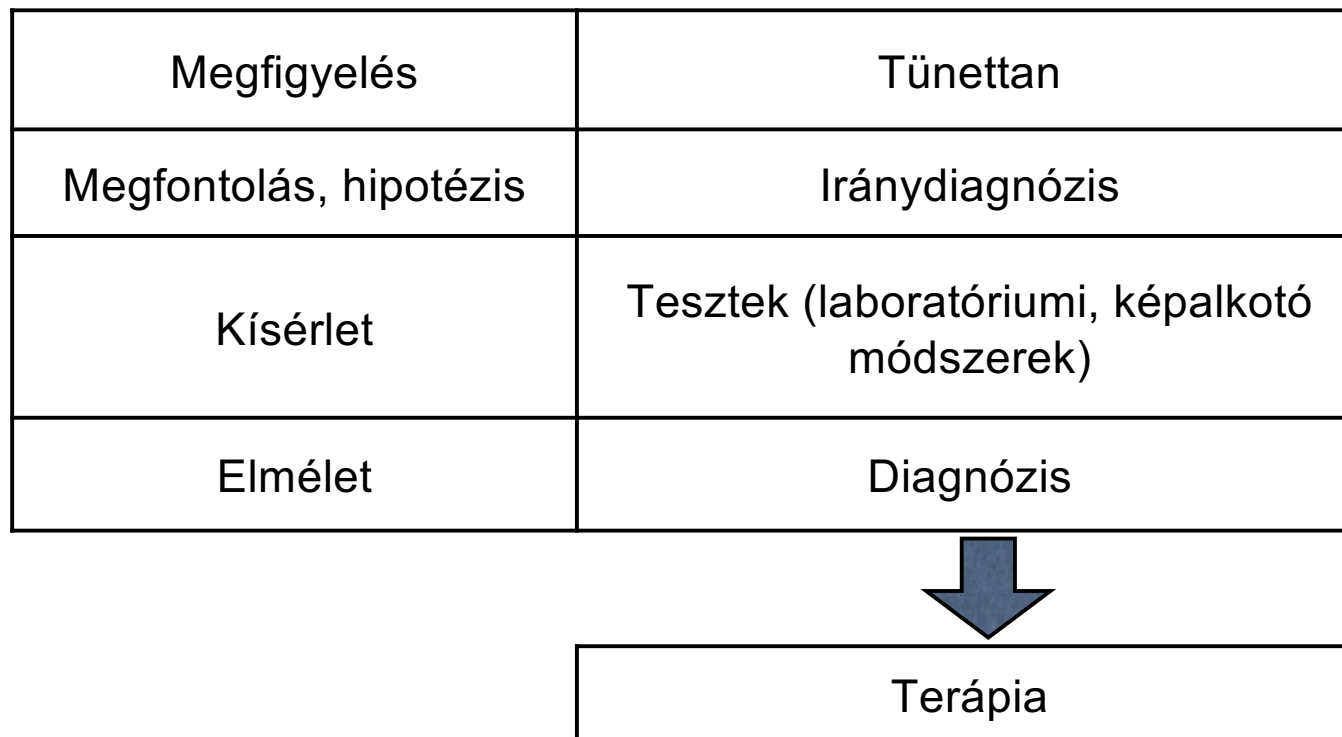 Megfigyelés
Tünettan
Megfontolás, hipotézis
Iránydiagnózis
Kísérlet
Tesztek (laboratóriumi, képalkotó
módszerek)
Elmélet
Diagnózis
Terápia